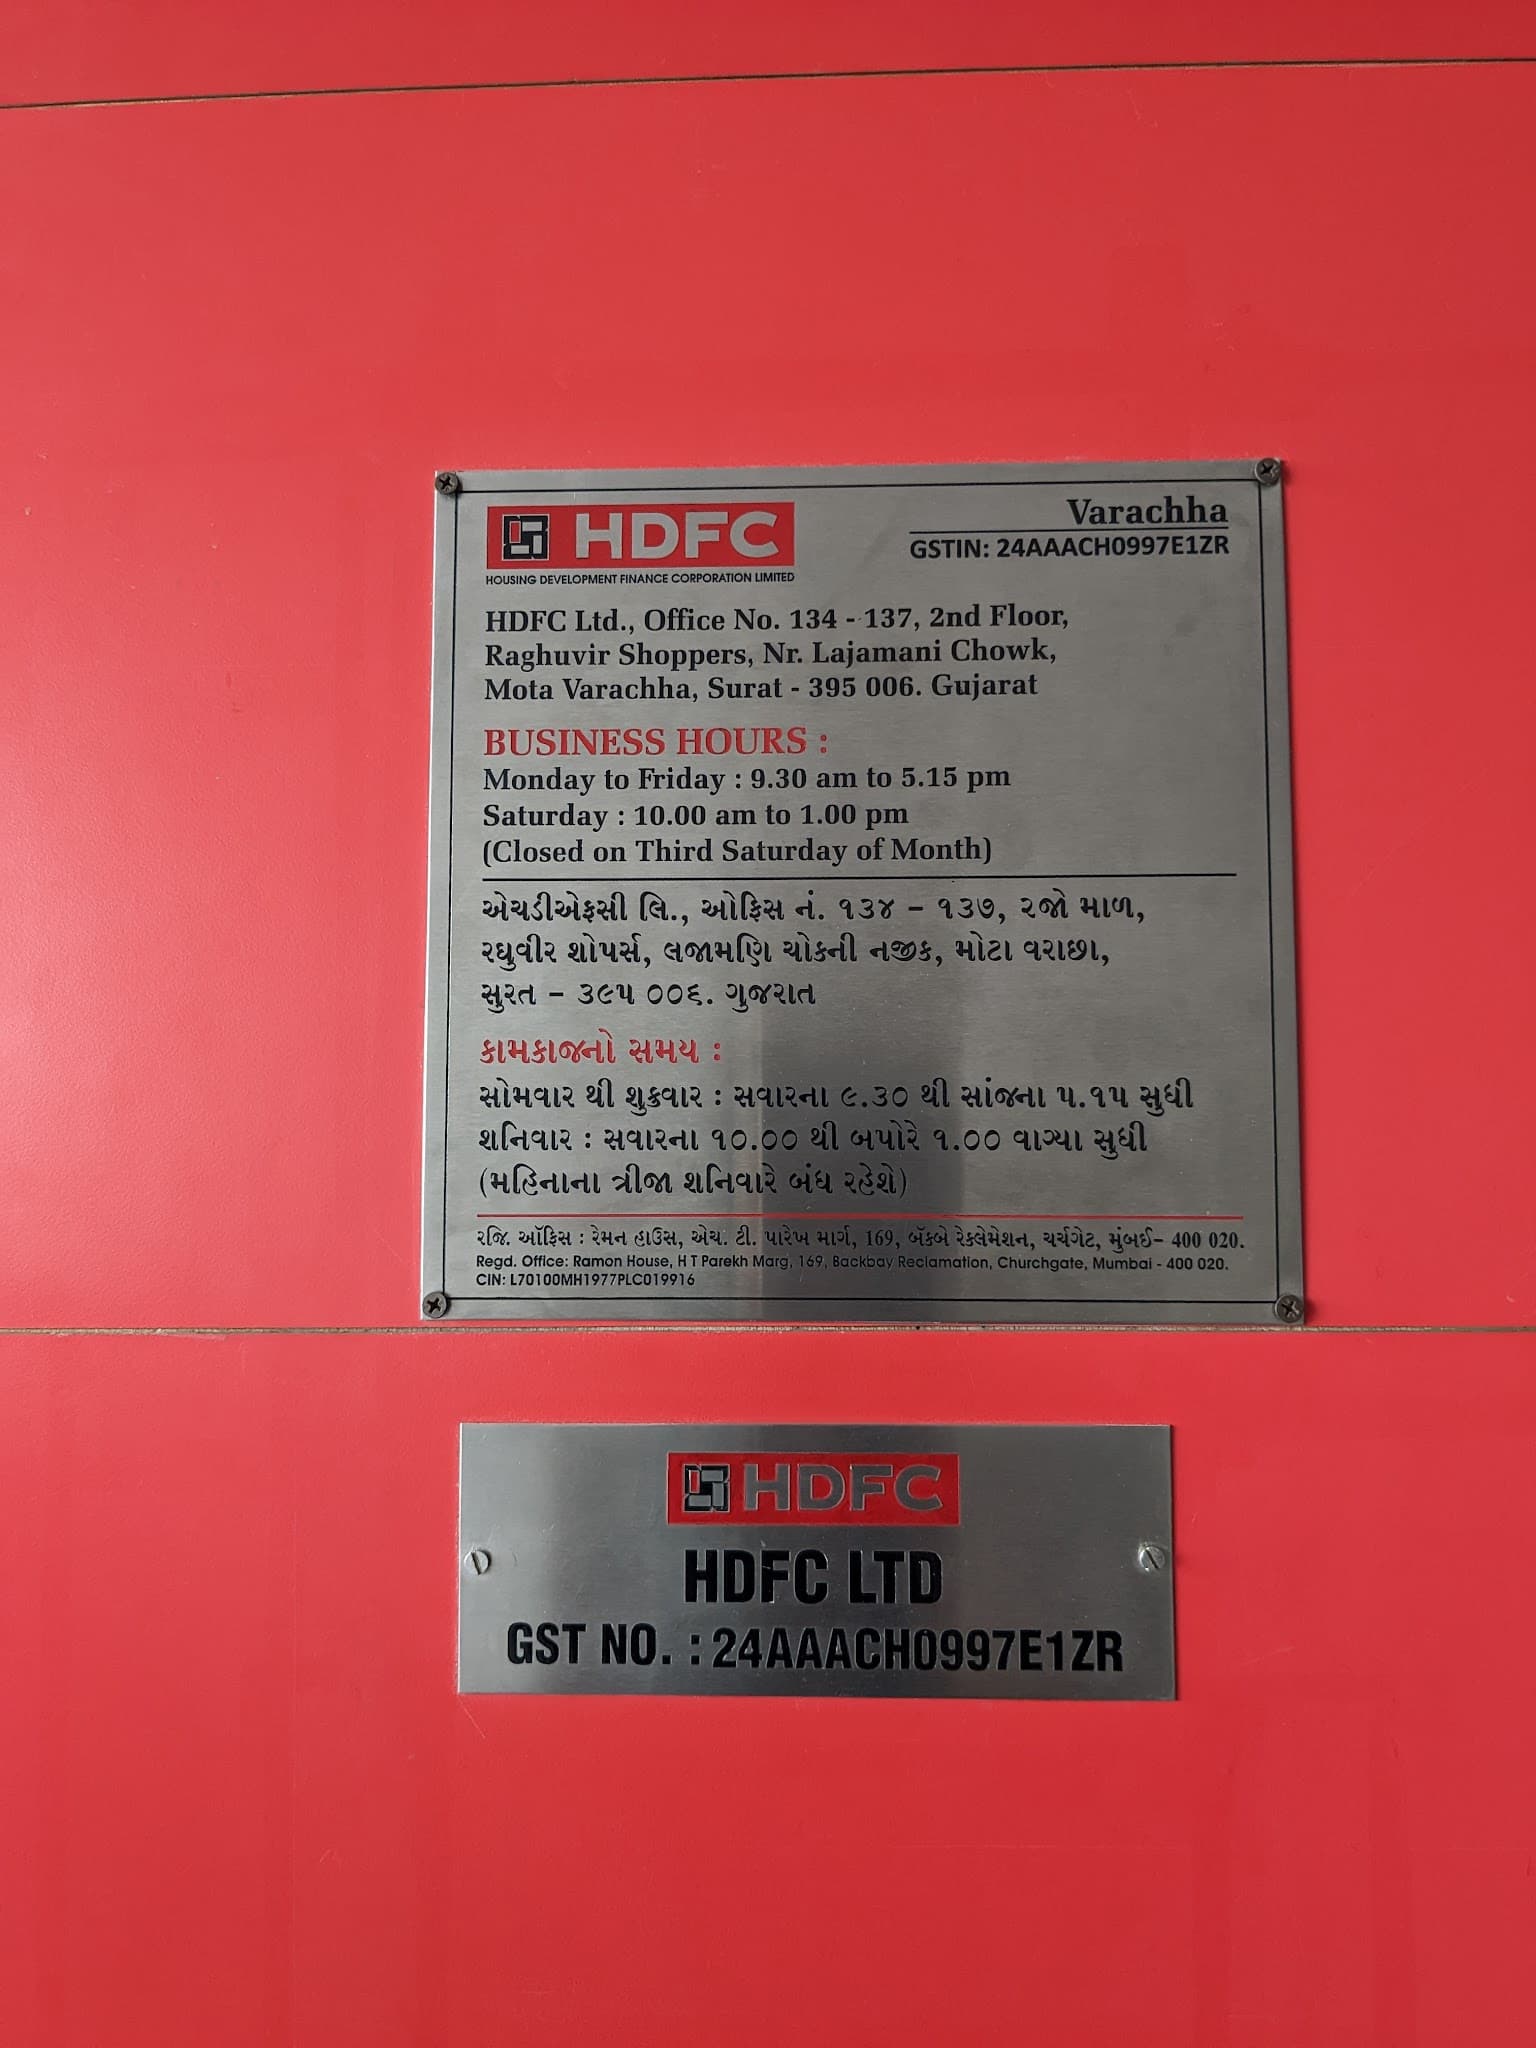 HDFC
HOUSING DEVELOPMENT FINANCE CORPORATION LIMITED
Varachha
GSTIN: 24AAACH0997E1ZR
HDFC Ltd., Office No. 134 - 137, 2nd Floor,
Raghuvir Shoppers, Nr. Lajamani Chowk,
Mota Varachha, Surat - 395 006. Gujarat
BUSINESS HOURS :
Monday to Friday : 9.30 am to 5.15 pm
Saturday : 10.00 am to 1.00 pm
(Closed on Third Saturday of Month)
એચડીએફસી લિ., ઓફિસ નં. ૧૩૪ – ૧૩૭, ૨જો માળ,
રઘુવીર શોપર્સ, લજામણિ ચોકની નજીક, મોટા વરાછા,
સુરત – ૩૯૫ ૦૦૬. ગુજરાત
કામકાજનો સમય :
સોમવાર થી શુક્રવાર : સવારના ૯.૩૦ થી સાંજના ૫.૧૫ સુધી
શનિવાર : સવારના ૧૦.૦૦ થી બપોરે ૧.૦૦ વાગ્યા સુધી
(મહિનાના ત્રીજા શનિવારે બંધ રહેશે)
રજિ. ઑફિસ : રેમન હાઉસ, એચ. ટી. પારેખ માર્ગ, 169, બૅકબે રેક્લેમેશન, ચર્ચગેટ, મુંબઈ– 400 020.
Regd. Office: Ramon House, H T Parekh Marg, 169, Backbay Reclamation, Churchgate, Mumbai - 400 020.
CIN: L70100MH1977PLC019916
HDFC
HDFC LTD
GST NO. : 24AAACH0997E1ZR